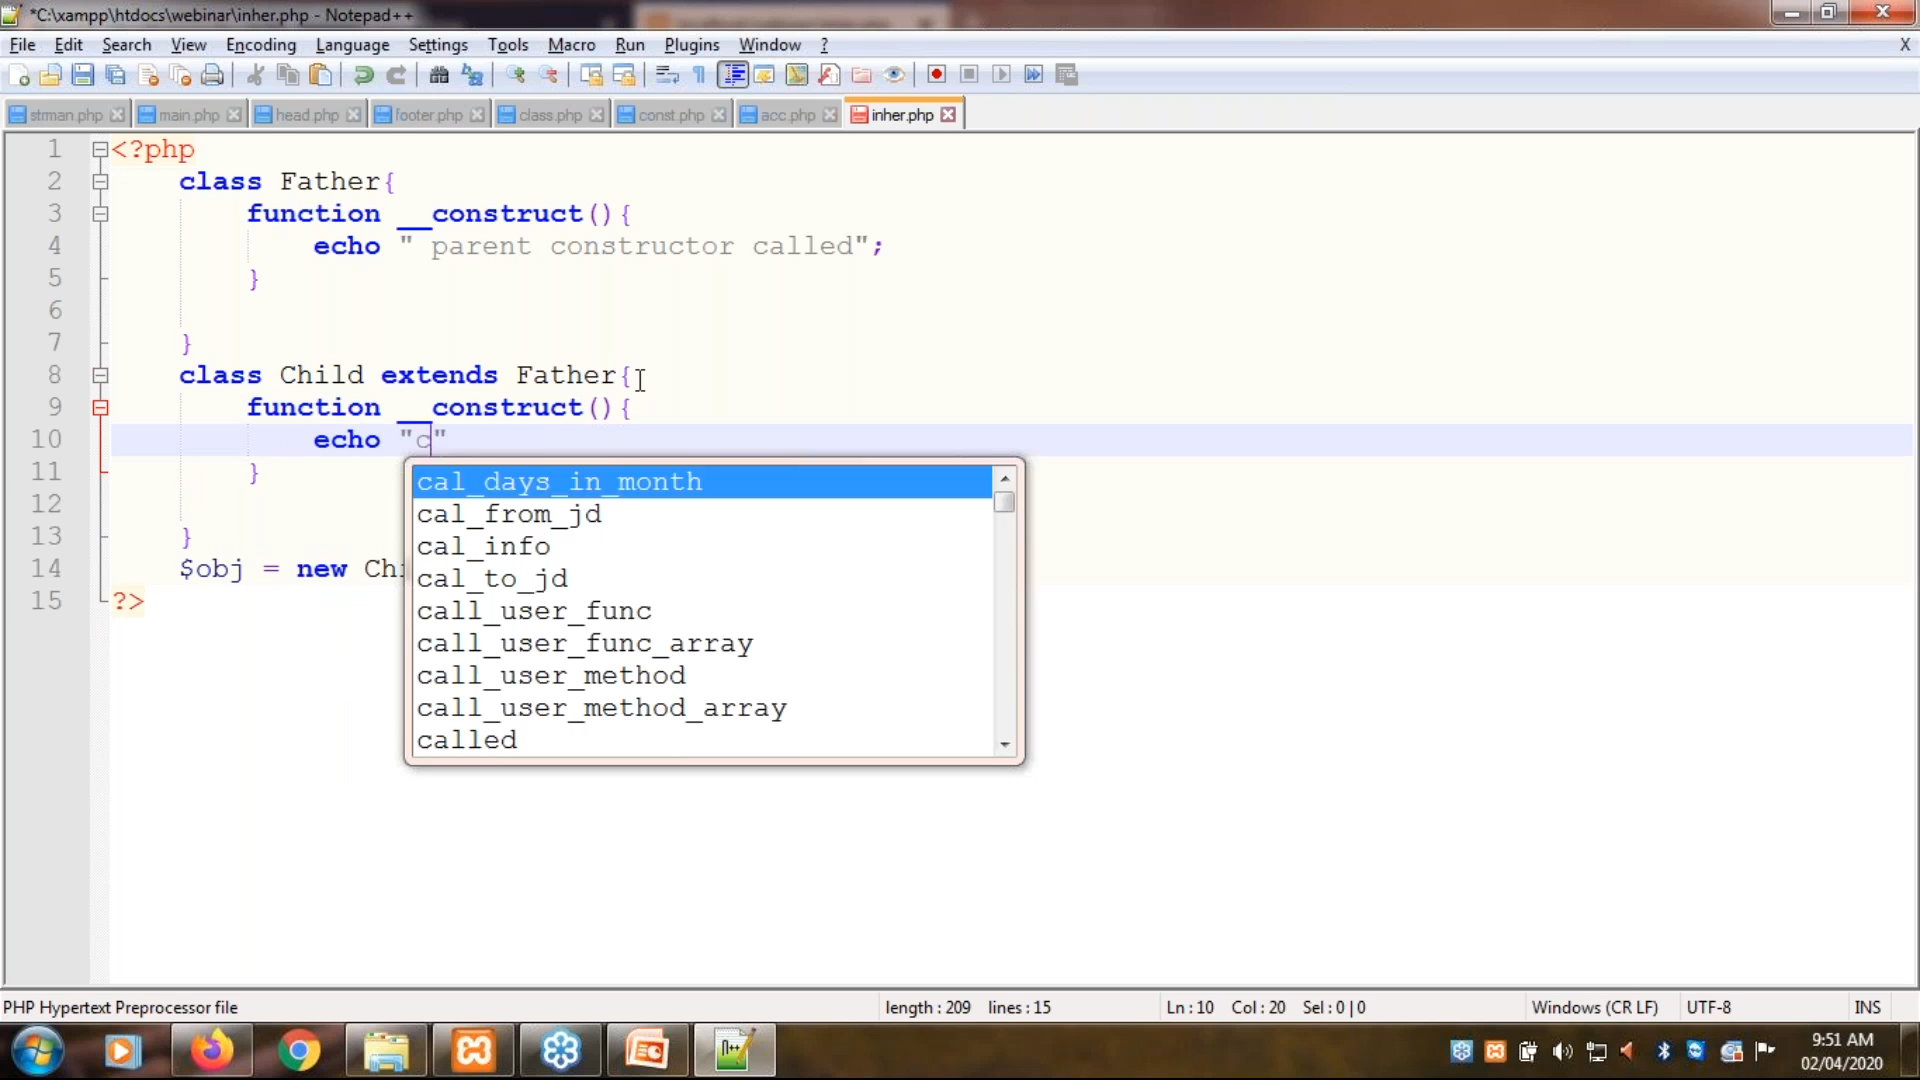 *C:\xampp\htdocs\webinar\inher.php - Notepad++
File Edit Search View Encoding Language Settings Tools Macro Run Plugins Window ? X
stman.php main.php head.php footer.php class.php const.php acc.php inher.php
1 <?php
2 class Father{
3 function __construct(){
4 echo " parent constructor called";
5 }
6
7 }
8 class Child extends Father{
9 function __construct(){
10 echo "c"
11 }
12
13 }
14 $obj = new Chi
15 ?>
cal_days_in_month
cal_from_jd
cal_info
cal_to_jd
call_user_func
call_user_func_array
call_user_method
call_user_method_array
called
PHP Hypertext Preprocessor file length : 209 lines : 15 Ln : 10 Col : 20 Sel : 0 | 0 Windows (CR LF) UTF-8 INS
9:51 AM
02/04/2020